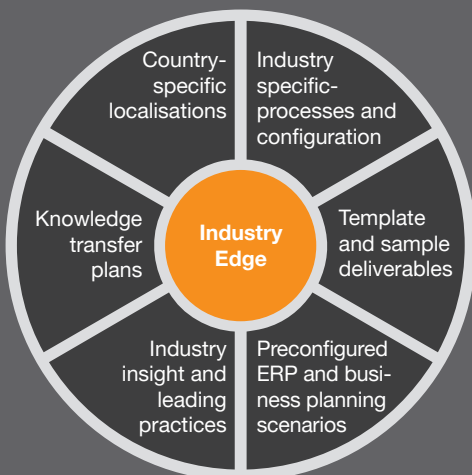 Country-
specific
localisations
Industry
specific-
processes and
configuration
Knowledge
transfer
plans
Industry
Edge
Template
and sample
deliverables
Industry
insight and
leading
practices
Preconfigured
ERP and busi-
ness planning
scenarios